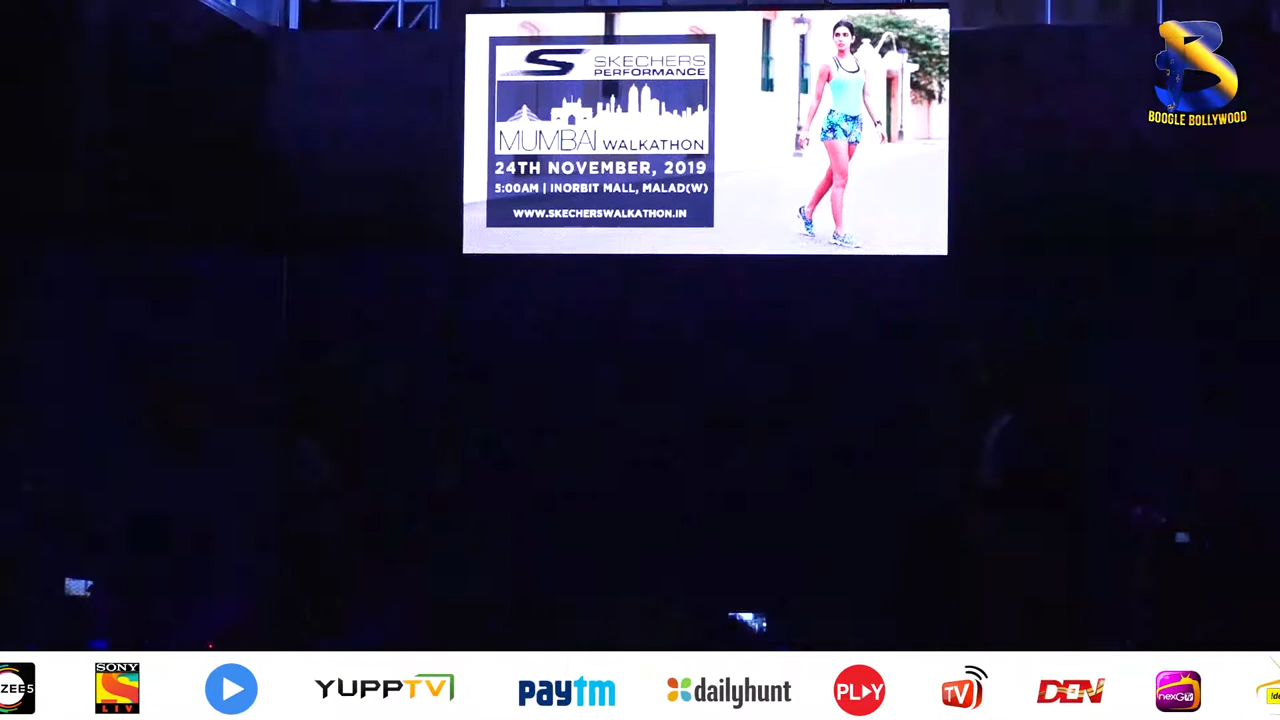 SKECHERS
PERFORMANCE
MUMBAI WALKATHON
24TH NOVEMBER, 2019
5:00AM | INORBIT MALL, MALAD(W)
WWW.SKECHERSWALKATHON.IN
B
BOOGLE BOLLYWOOD
ZEE5
SONY
LIV
YUPPTV
paytm
dailyhunt
PLAY
TV
DEN
nexGTv
Ide